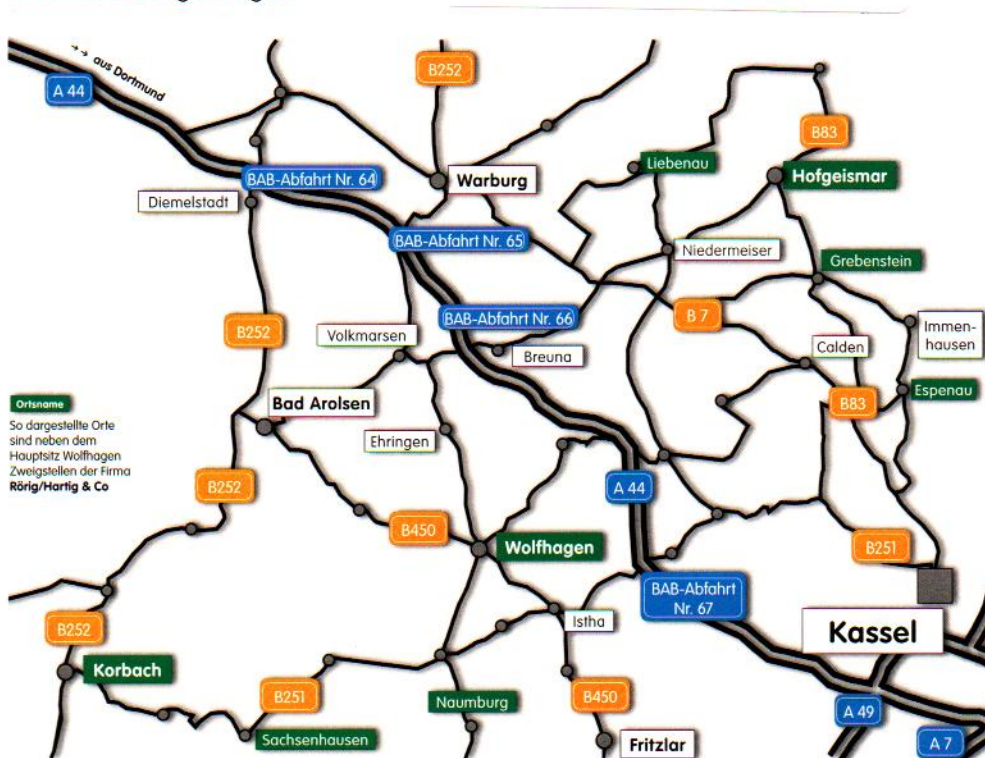 →→ aus Dortmund
A 44
B252
B83
Liebenau
Hofgeismar
BAB-Abfahrt Nr. 64
Warburg
Diemelstadt
BAB-Abfahrt Nr. 65
Niedermeiser
Grebenstein
BAB-Abfahrt Nr. 66
B 7
B252
Volkmarsen
Immen-
hausen
Breuna
Calden
Ortsname
So dargestellte Orte
sind neben dem
Hauptsitz Wolfhagen
Zweigstellen der Firma
Rörig/Hartig & Co
Bad Arolsen
B83
Espenau
Ehringen
B252
A 44
B450
Wolfhagen
B251
BAB-Abfahrt
Nr. 67
Istha
B252
Kassel
Korbach
B251
Naumburg
B450
A 49
Sachsenhausen
Fritzlar
A 7